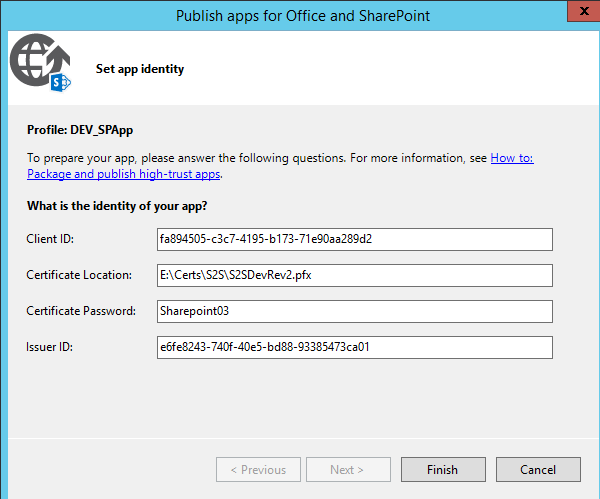 Publish apps for Office and SharePoint
x
S
Set app identity
Profile: DEV_SPApp
To prepare your app, please answer the following questions. For more information, see How to:
Package and publish high-trust apps.
What is the identity of your app?
Client ID: fa894505-c3c7-4195-b173-71e90aa289d2
Certificate Location: E:\Certs\S2S\S2SDevRev2.pfx
Certificate Password: Sharepoint03
Issuer ID: e6fe8243-740f-40e5-bd88-93385473ca01
< Previous Next > Finish Cancel